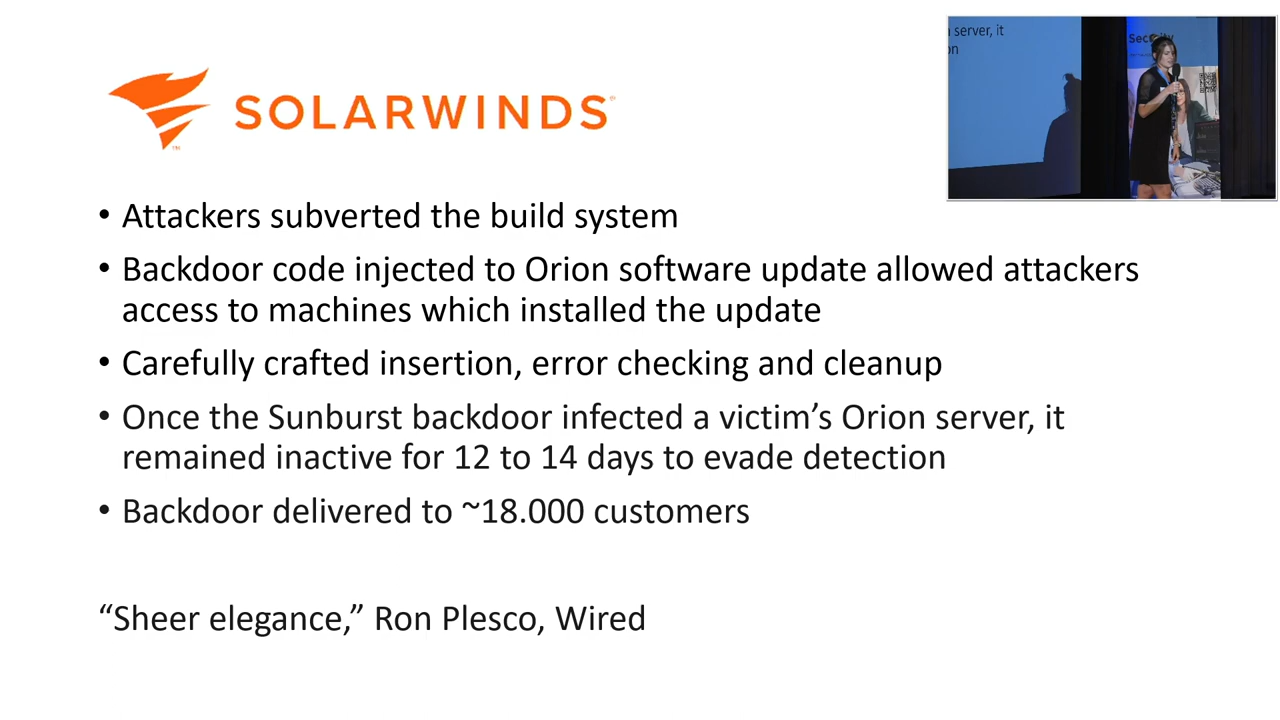 SOLARWINDS
• Attackers subverted the build system
• Backdoor code injected to Orion software update allowed attackers
access to machines which installed the update
• Carefully crafted insertion, error checking and cleanup
• Once the Sunburst backdoor infected a victim’s Orion server, it
remained inactive for 12 to 14 days to evade detection
• Backdoor delivered to ~18.000 customers
“Sheer elegance,” Ron Plesco, Wired
server, it
on